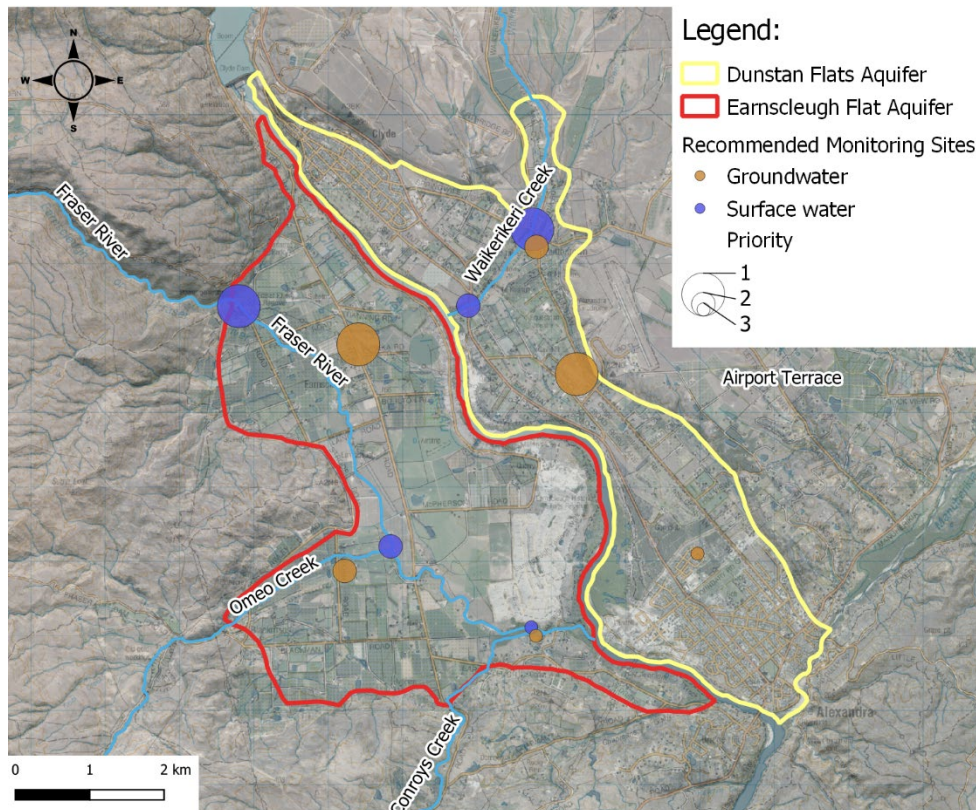 N
W
E
S
Legend:
Dunstan Flats Aquifer
Earnscleugh Flat Aquifer
Recommended Monitoring Sites
Groundwater
Surface water
Priority
1
2
3
Clyde
Fraser River
Waikerikeri Creek
Fraser River
Airport Terrace
Omeo Creek
Conroys Creek
Alexandra
0 1 2 km